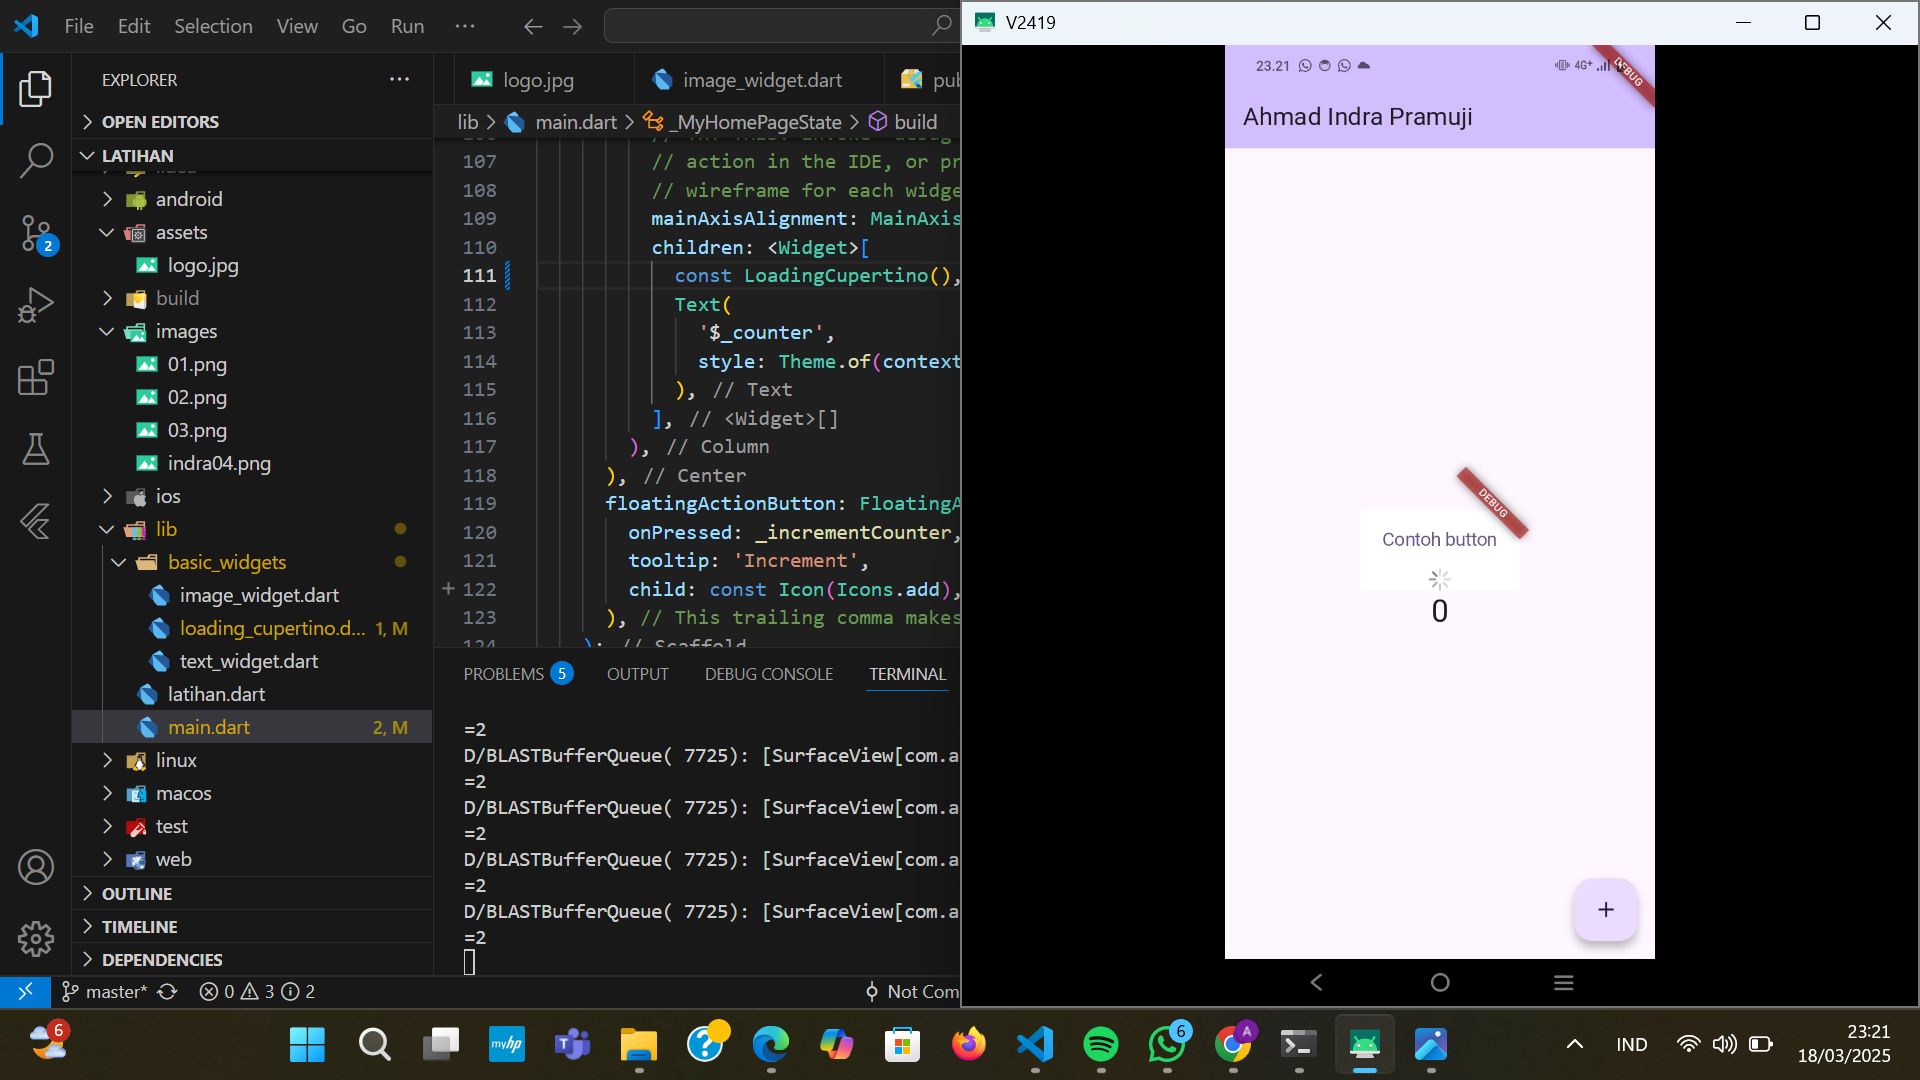 File Edit Selection View Go Run ...
EXPLORER
OPEN EDITORS
LATIHAN
android
assets
logo.jpg
build
images
01.png
02.png
03.png
indra04.png
ios
lib
basic_widgets
image_widget.dart
loading_cupertino.d... 1, M
text_widget.dart
latihan.dart
main.dart 2, M
linux
macos
test
web
OUTLINE
TIMELINE
DEPENDENCIES
2
logo.jpg image_widget.dart pub
lib > main.dart > _MyHomePageState > build
107 // action in the IDE, or pr
108 // wireframe for each widge
109 mainAxisAlignment: MainAxis
110 children: <Widget>[
111 const LoadingCupertino(),
112 Text(
113 '$_counter',
114 style: Theme.of(context
115 ), // Text
116 ], // <Widget>[]
117 ), // Column
118 ), // Center
119 floatingActionButton: FloatingA
120 onPressed: _incrementCounter,
121 tooltip: 'Increment',
122 child: const Icon(Icons.add),
123 ), // This trailing comma makes
124 ); // Scaffold
PROBLEMS 5 OUTPUT DEBUG CONSOLE TERMINAL
=2
D/BLASTBufferQueue( 7725): [SurfaceView[com.a
=2
D/BLASTBufferQueue( 7725): [SurfaceView[com.a
=2
D/BLASTBufferQueue( 7725): [SurfaceView[com.a
=2
D/BLASTBufferQueue( 7725): [SurfaceView[com.a
=2
master* 0 3 2 Not Com
V2419
23.21 4G+
DEBUG
Ahmad Indra Pramuji
DEBUG
Contoh button
0
+
6 myhp 6 A IND
23:21
18/03/2025